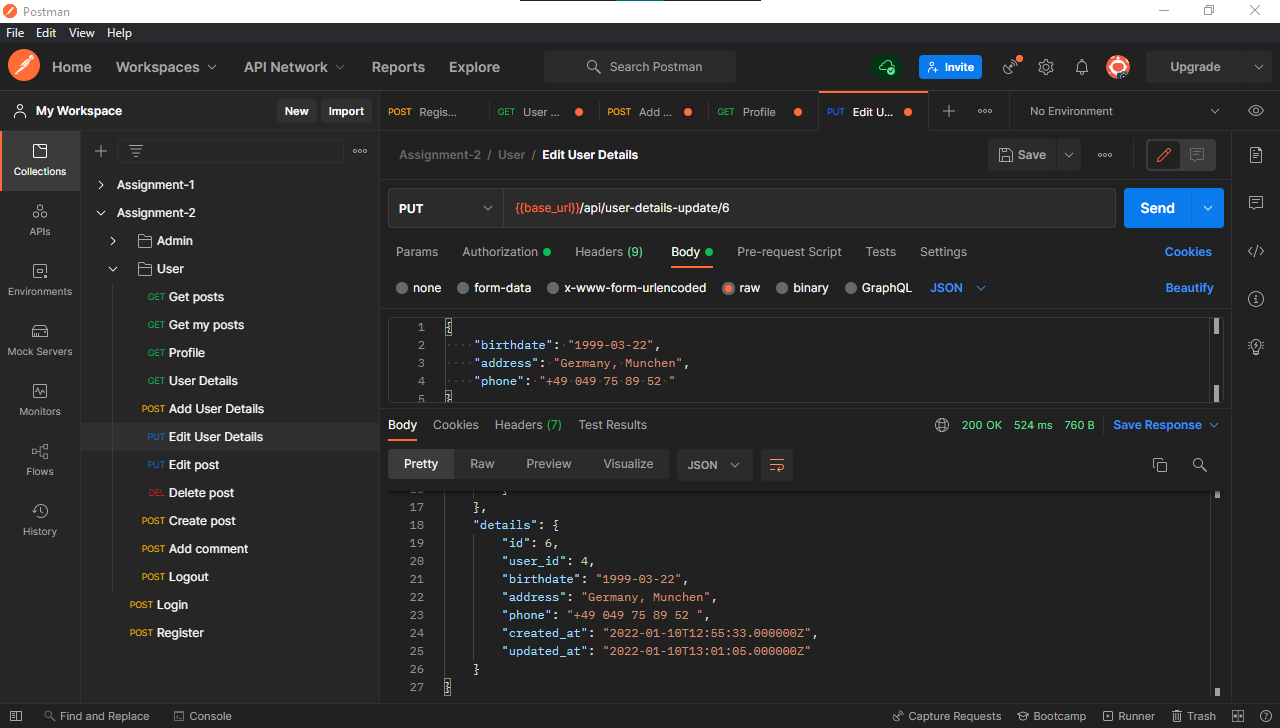 Postman
File Edit View Help
Home Workspaces API Network Reports Explore Search Postman Invite Upgrade
My Workspace New Import
POST Regis... GET User ... POST Add ... GET Profile PUT Edit U... No Environment
Collections
APIs
Environments
Mock Servers
Monitors
Flows
History
Assignment-1
Assignment-2
Admin
User
GET Get posts
GET Get my posts
GET Profile
GET User Details
POST Add User Details
PUT Edit User Details
PUT Edit post
DEL Delete post
POST Create post
POST Add comment
POST Logout
POST Login
POST Register
Assignment-2 / User / Edit User Details Save
PUT {{base_url}}/api/user-details-update/6 Send
Params Authorization Headers (9) Body Pre-request Script Tests Settings Cookies
none form-data x-www-form-urlencoded raw binary GraphQL JSON Beautify
1 {
2 "birthdate": "1999-03-22",
3 "address": "Germany, Munchen",
4 "phone": "+49 049 75 89 52 "
5 }
Body Cookies Headers (7) Test Results 200 OK 524 ms 760 B Save Response
Pretty Raw Preview Visualize JSON
17 },
18 "details": {
19 "id": 6,
20 "user_id": 4,
21 "birthdate": "1999-03-22",
22 "address": "Germany, Munchen",
23 "phone": "+49 049 75 89 52 ",
24 "created_at": "2022-01-10T12:55:33.000000Z",
25 "updated_at": "2022-01-10T13:01:05.000000Z"
26 }
27 }
Find and Replace Console Capture Requests Bootcamp Runner Trash